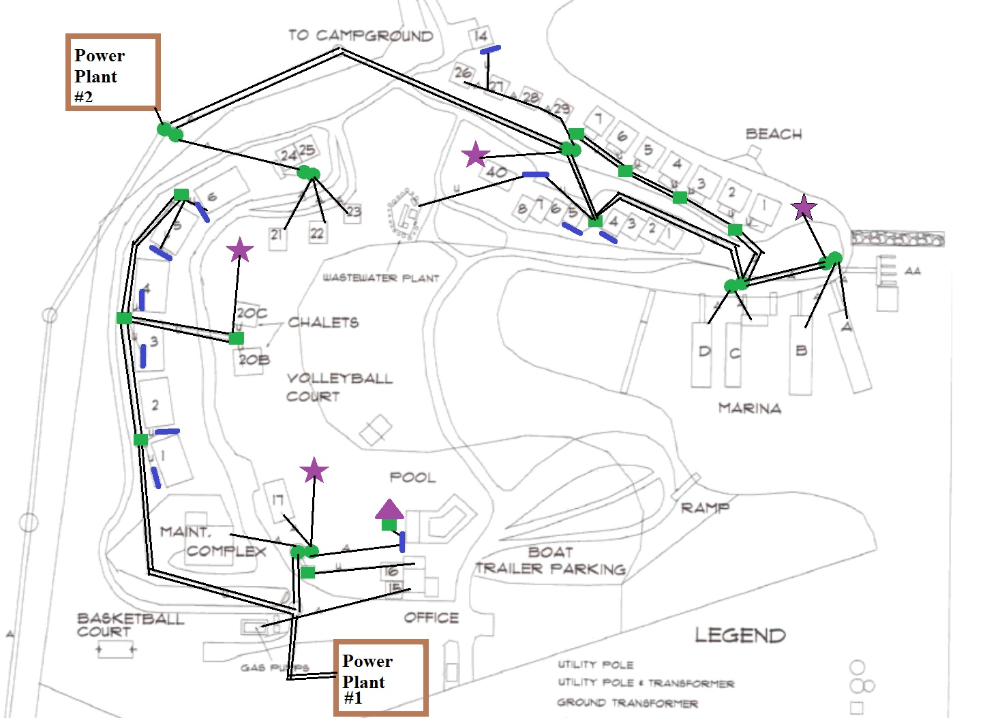 TO CAMPGROUND
14
Power
Plant
#2
26
27
28
29
7
6
5
4
3
2
1
BEACH
24
25
40
6
23
21
22
8
7
6
5
4
3
2
1
5
WASTEWATER PLANT
AA
4
20C
CHALETS
3
20B
D
C
B
A
VOLLEYBALL
COURT
MARINA
2
1
POOL
17
RAMP
MAINT.
COMPLEX
BOAT
TRAILER PARKING
16
15
BASKETBALL
COURT
OFFICE
GAS PUMPS
Power
Plant
#1
LEGEND
UTILITY POLE
UTILITY POLE & TRANSFORMER
GROUND TRANSFORMER